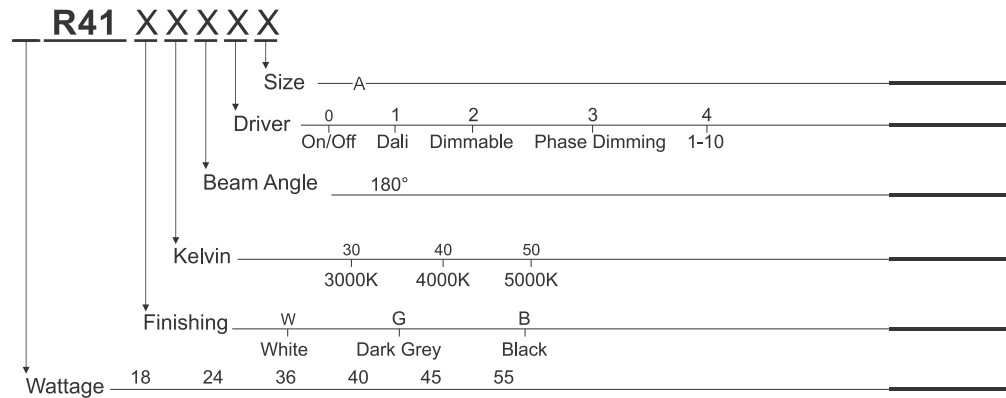 R41 X X X X X
Size A
Driver 0 1 2 3 4
On/Off Dali Dimmable Phase Dimming 1-10
Beam Angle 180°
Kelvin 30 40 50
3000K 4000K 5000K
Finishing W G B
White Dark Grey Black
Wattage 18 24 36 40 45 55